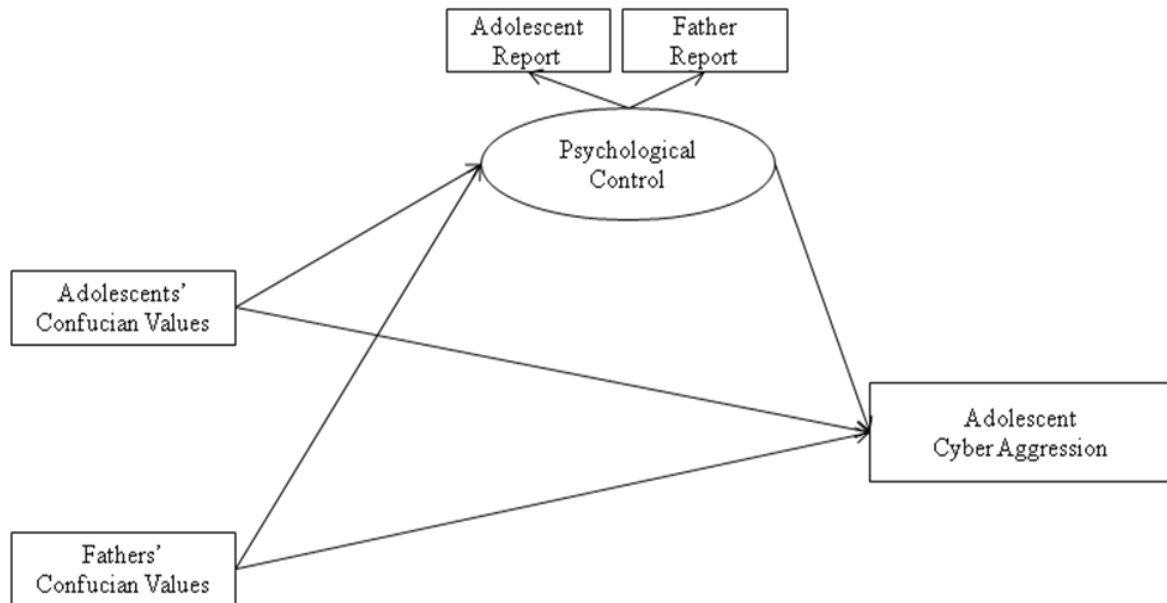 Adolescent
Report
Father
Report
Psychological
Control
Adolescents’
Confucian Values
Adolescent
Cyber Aggression
Fathers’
Confucian Values